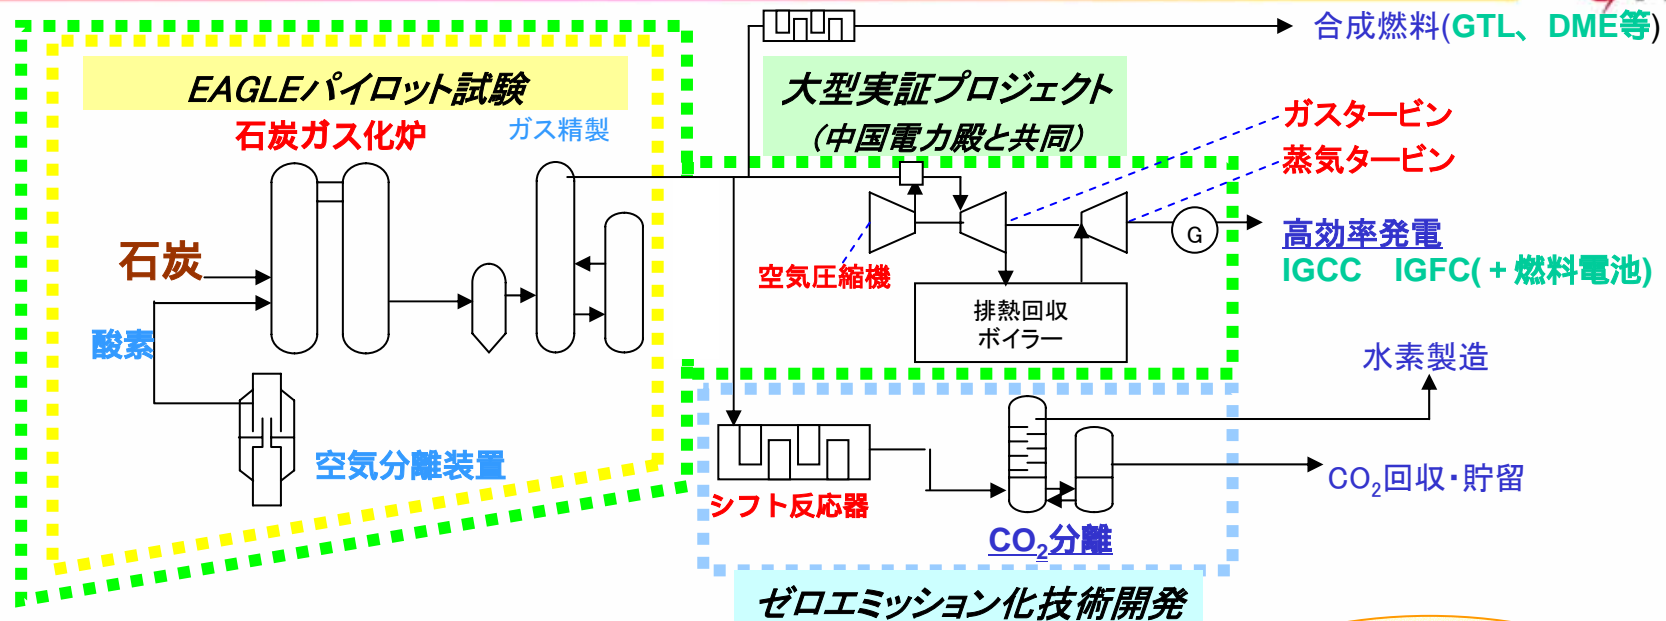 合成燃料(GTL、DME等)
EAGLEパイロット試験
大型実証プロジェクト
(中国電力殿と共同)
石炭ガス化炉
ガス精製
ガスタービン
蒸気タービン
石炭
空気圧縮機
G
高効率発電
IGCC IGFC(+燃料電池)
排熱回収
ボイラー
酸素
水素製造
空気分離装置
シフト反応器
CO₂回収・貯留
CO₂分離
ゼロエミッション化技術開発